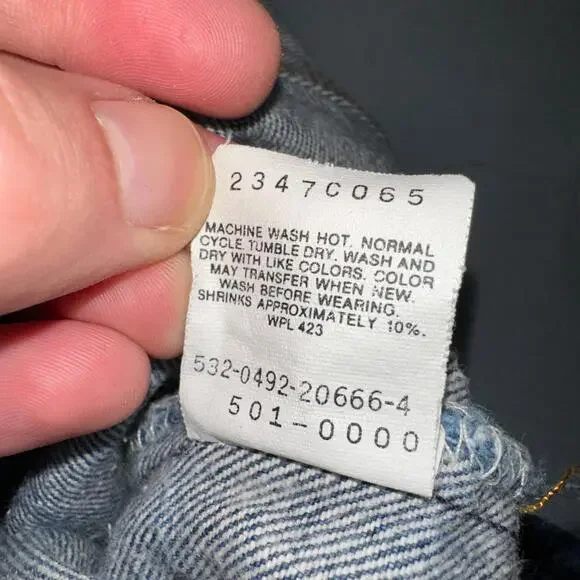 2347C065
MACHINE WASH HOT. NORMAL
CYCLE. TUMBLE DRY. WASH AND
DRY WITH LIKE COLORS. COLOR
MAY TRANSFER WHEN NEW.
WASH BEFORE WEARING.
SHRINKS APPROXIMATELY 10%.
WPL 423
532-0492-20666-4
501-0000